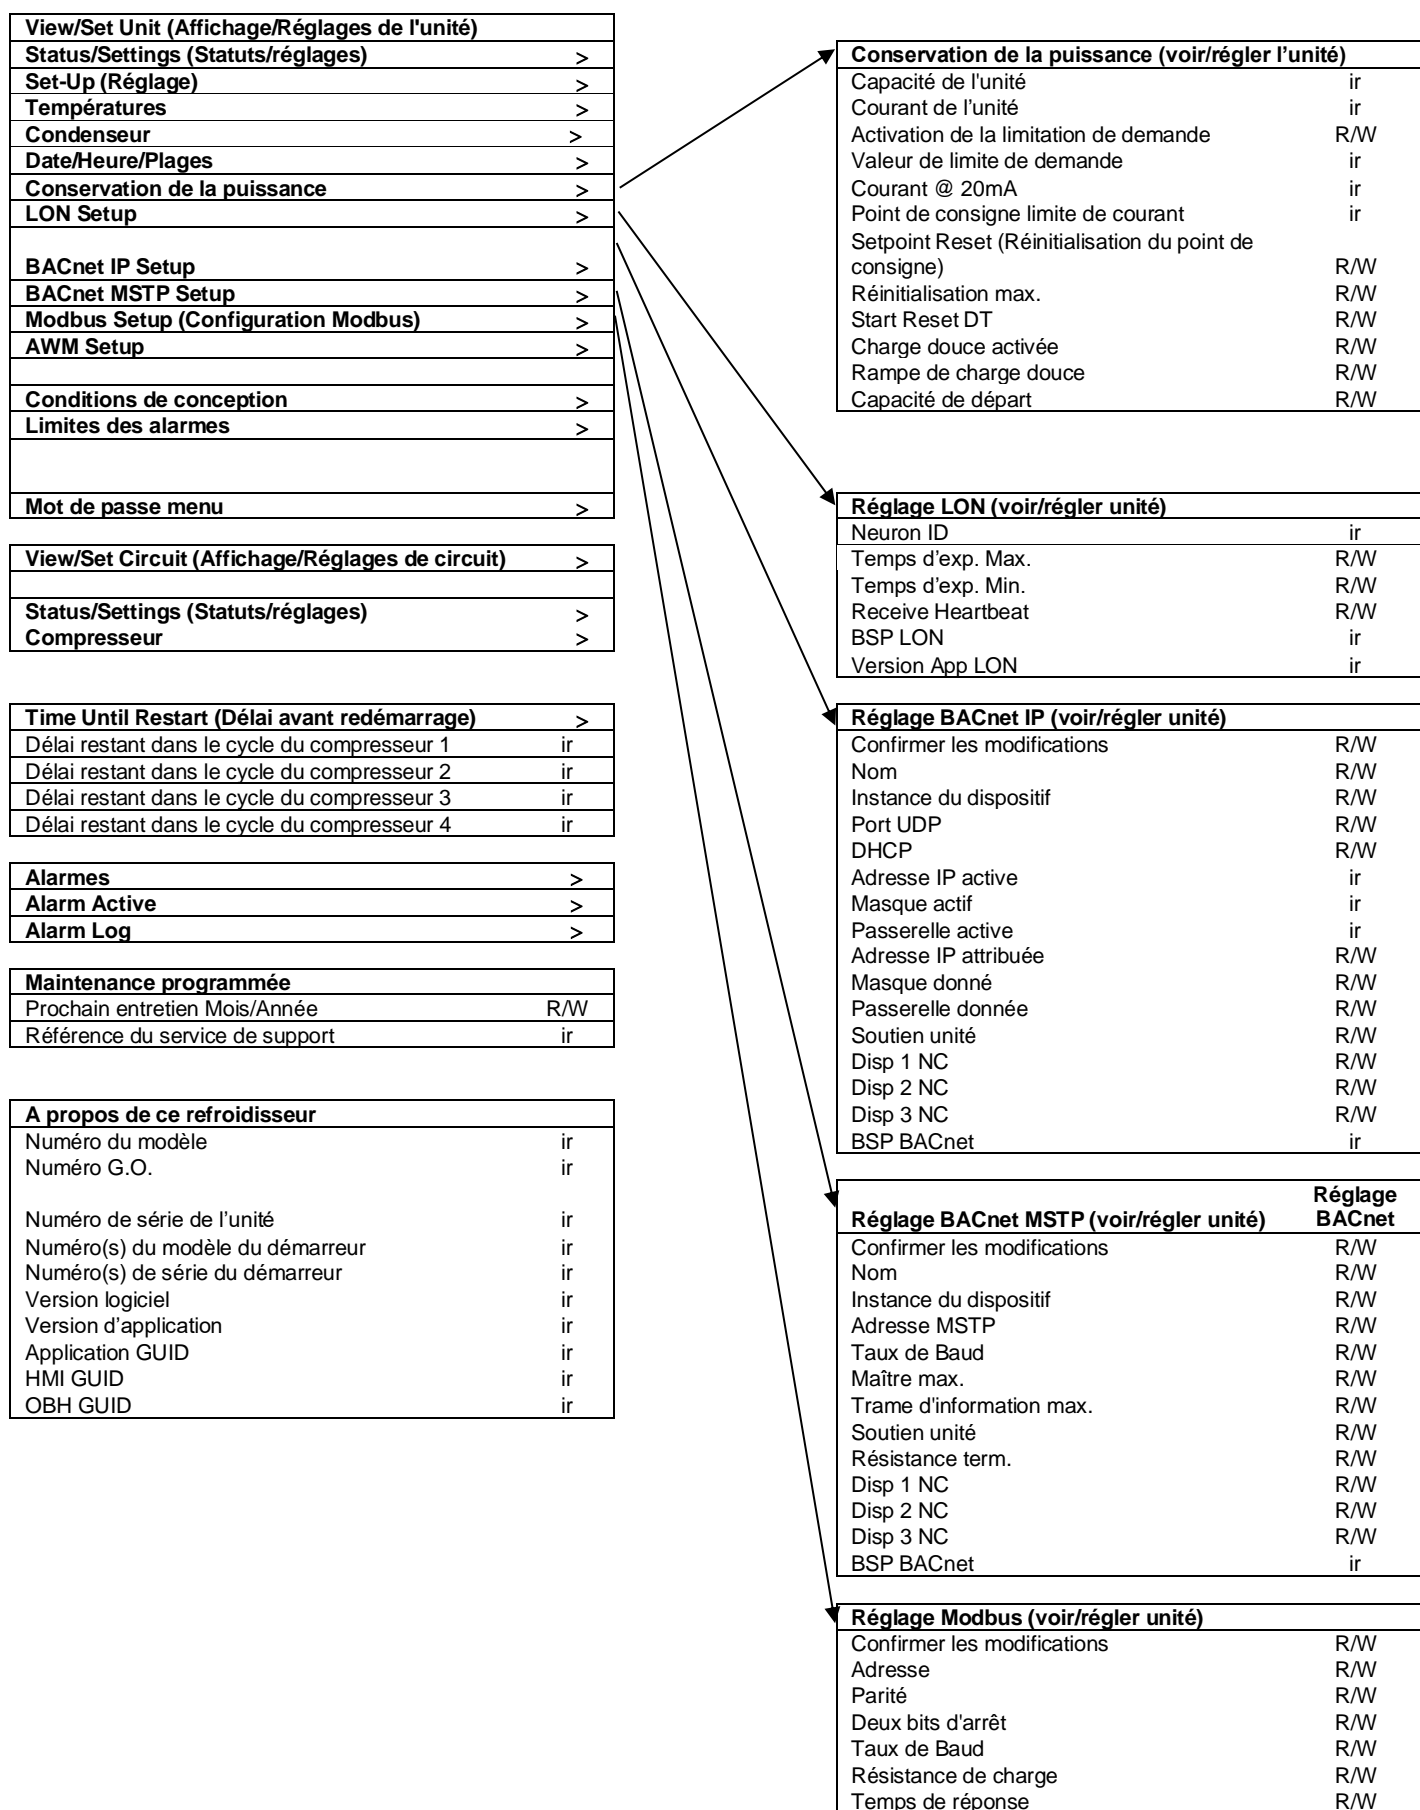 View/Set Unit (Affichage/Réglages de l'unité)
Status/Settings (Statuts/réglages) >
Set-Up (Réglage) >
Températures >
Condenseur >
Date/Heure/Plages >
Conservation de la puissance >
LON Setup >
BACnet IP Setup >
BACnet MSTP Setup >
Modbus Setup (Configuration Modbus) >
AWM Setup >
Conditions de conception >
Limites des alarmes >
Mot de passe menu >
View/Set Circuit (Affichage/Réglages de circuit) >
Status/Settings (Statuts/réglages) >
Compresseur >
Time Until Restart (Délai avant redémarrage) >
Délai restant dans le cycle du compresseur 1 ir
Délai restant dans le cycle du compresseur 2 ir
Délai restant dans le cycle du compresseur 3 ir
Délai restant dans le cycle du compresseur 4 ir
Alarmes >
Alarm Active >
Alarm Log >
Maintenance programmée
Prochain entretien Mois/Année R/W
Référence du service de support ir
A propos de ce refroidisseur
Numéro du modèle ir
Numéro G.O. ir
Numéro de série de l’unité ir
Numéro(s) du modèle du démarreur ir
Numéro(s) de série du démarreur ir
Version logiciel ir
Version d’application ir
Application GUID ir
HMI GUID ir
OBH GUID ir
Conservation de la puissance (voir/régler l’unité)
Capacité de l'unité ir
Courant de l’unité ir
Activation de la limitation de demande R/W
Valeur de limite de demande ir
Courant @ 20mA ir
Point de consigne limite de courant ir
Setpoint Reset (Réinitialisation du point de
consigne) R/W
Réinitialisation max. R/W
Start Reset DT R/W
Charge douce activée R/W
Rampe de charge douce R/W
Capacité de départ R/W
Réglage LON (voir/régler unité)
Neuron ID ir
Temps d’exp. Max. R/W
Temps d’exp. Min. R/W
Receive Heartbeat R/W
BSP LON ir
Version App LON ir
Réglage BACnet IP (voir/régler unité)
Confirmer les modifications R/W
Nom R/W
Instance du dispositif R/W
Port UDP R/W
DHCP R/W
Adresse IP active ir
Masque actif ir
Passerelle active ir
Adresse IP attribuée R/W
Masque donné R/W
Passerelle donnée R/W
Soutien unité R/W
Disp 1 NC R/W
Disp 2 NC R/W
Disp 3 NC R/W
BSP BACnet ir
Réglage
Réglage BACnet MSTP (voir/régler unité) BACnet
Confirmer les modifications R/W
Nom R/W
Instance du dispositif R/W
Adresse MSTP R/W
Taux de Baud R/W
Maître max. R/W
Trame d'information max. R/W
Soutien unité R/W
Résistance term. R/W
Disp 1 NC R/W
Disp 2 NC R/W
Disp 3 NC R/W
BSP BACnet ir
Réglage Modbus (voir/régler unité)
Confirmer les modifications R/W
Adresse R/W
Parité R/W
Deux bits d'arrêt R/W
Taux de Baud R/W
Résistance de charge R/W
Temps de réponse R/W